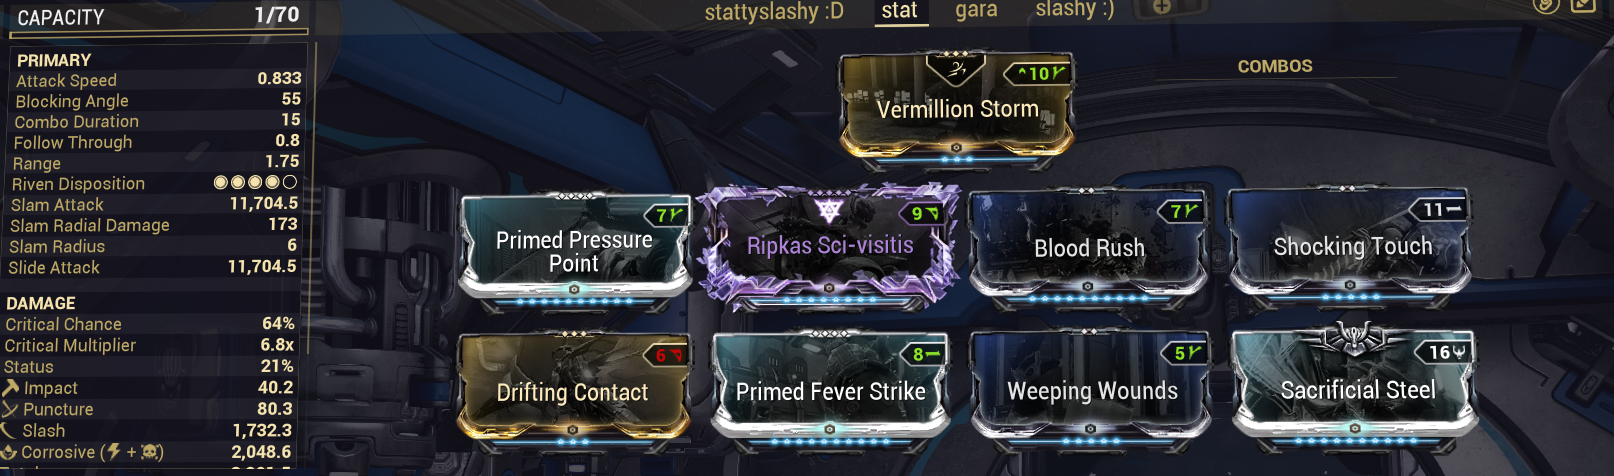 CAPACITY 1/70
stattyslashy :D stat gara slashy :)
PRIMARY
Attack Speed 0.833
Blocking Angle 55
Combo Duration 15
Follow Through 0.8
Range 1.75
Riven Disposition
Slam Attack 11,704.5
Slam Radial Damage 173
Slam Radius 6
Slide Attack 11,704.5
DAMAGE
Critical Chance 64%
Critical Multiplier 6.8x
Status 21%
Impact 40.2
Puncture 80.3
Slash 1,732.3
Corrosive ( + ) 2,048.6
COMBOS
10
Vermillion Storm
7
Primed Pressure
Point
9
Ripkas Sci-visitis
7
Blood Rush
11
Shocking Touch
6
Drifting Contact
8
Primed Fever Strike
5
Weeping Wounds
16
Sacrificial Steel